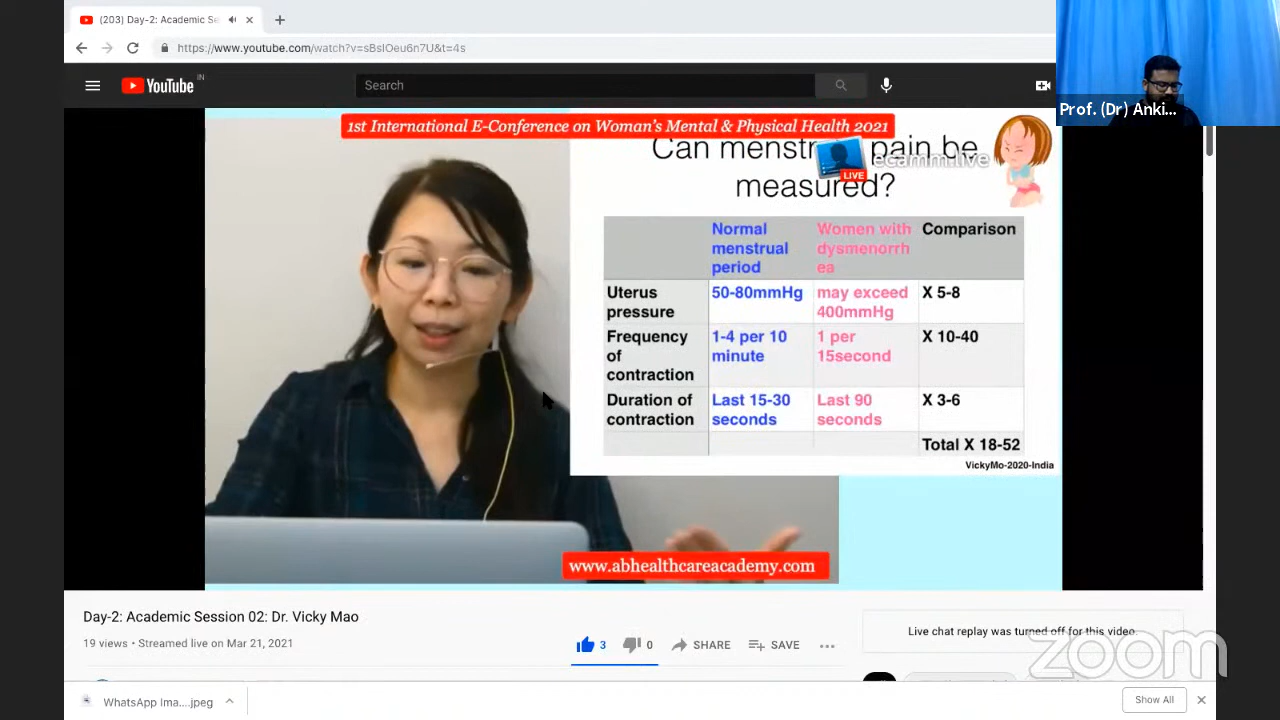 (203) Day-2: Academic Se
https://www.youtube.com/watch?v=sBsIOeu6n7U&t=4s
YouTube IN
Search
Prof. (Dr) Anki...
1st International E-Conference on Woman's Mental & Physical Health 2021
Can menstr pain be
measured?
LIVE
ecamm.live
Normal menstrual period
Women with dysmenorrhea
Comparison
Uterus pressure
50-80mmHg
may exceed 400mmHg
X 5-8
Frequency of contraction
1-4 per 10 minute
1 per 15second
X 10-40
Duration of contraction
Last 15-30 seconds
Last 90 seconds
X 3-6
Total X 18-52
VickyMo-2020-India
www.abhealthcareacademy.com
Day-2: Academic Session 02: Dr. Vicky Mao
19 views • Streamed live on Mar 21, 2021
3
0
SHARE
SAVE
Live chat replay was turned off for this video.
zoom
WhatsApp Ima....jpeg
Show All